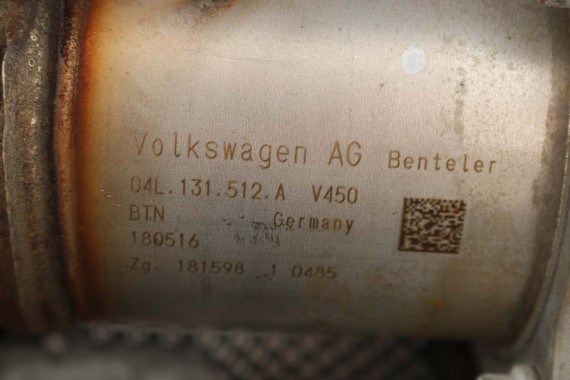 Volkswagen AG Benteler
04L.131.512.A V450
BTN Germany
180516
Zg. 181598 1 0485